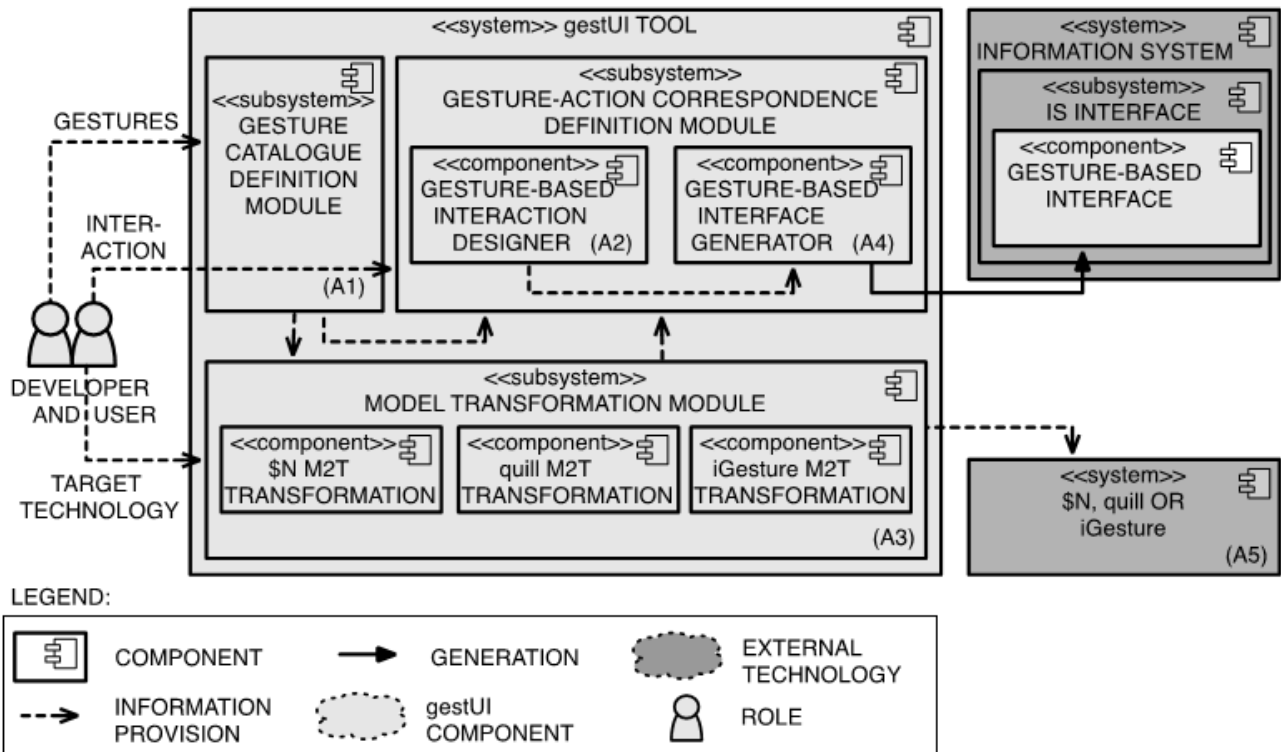 <<system>> gestUI TOOL
<<subsystem>>
GESTURE
CATALOGUE
DEFINITION
MODULE
(A1)
<<subsystem>>
GESTURE-ACTION CORRESPONDENCE
DEFINITION MODULE
<<component>>
GESTURE-BASED
INTERACTION
DESIGNER (A2)
<<component>>
GESTURE-BASED
INTERFACE
GENERATOR (A4)
<<system>>
INFORMATION SYSTEM
<<subsystem>>
IS INTERFACE
<<component>>
GESTURE-BASED
INTERFACE
GESTURES
INTER-
ACTION
DEVELOPER
AND USER
TARGET
TECHNOLOGY
<<subsystem>>
MODEL TRANSFORMATION MODULE
<<component>>
$N M2T
TRANSFORMATION
<<component>>
quill M2T
TRANSFORMATION
<<component>>
iGesture M2T
TRANSFORMATION
(A3)
<<system>>
$N, quill OR
iGesture
(A5)
LEGEND:
COMPONENT
GENERATION
EXTERNAL
TECHNOLOGY
INFORMATION
PROVISION
gestUI
COMPONENT
ROLE